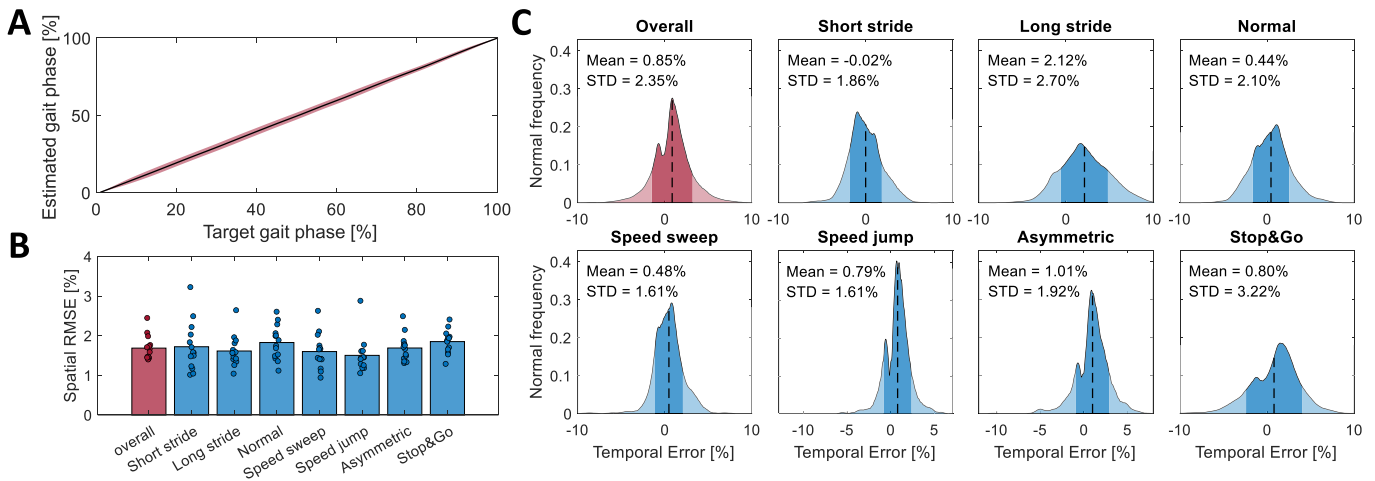 A
Estimated gait phase [%]
100
50
0
0
20
40
60
80
100
Target gait phase [%]
B
Spatial RMSE [%]
4
3
2
1
0
overall
Short stride
Long stride
Normal
Speed sweep
Speed jump
Asymmetric
Stop&Go
C
Overall
Mean = 0.85%
STD = 2.35%
Normal frequency
0.4
0.3
0.2
0.1
0
-10
0
10
Short stride
Mean = -0.02%
STD = 1.86%
-10
0
10
Long stride
Mean = 2.12%
STD = 2.70%
-10
0
10
Normal
Mean = 0.44%
STD = 2.10%
-10
0
10
Speed sweep
Mean = 0.48%
STD = 1.61%
Normal frequency
0.4
0.3
0.2
0.1
0
-10
0
10
Temporal Error [%]
Speed jump
Mean = 0.79%
STD = 1.61%
-10
-5
0
5
Temporal Error [%]
Asymmetric
Mean = 1.01%
STD = 1.92%
-10
-5
0
5
Temporal Error [%]
Stop&Go
Mean = 0.80%
STD = 3.22%
-10
0
10
Temporal Error [%]